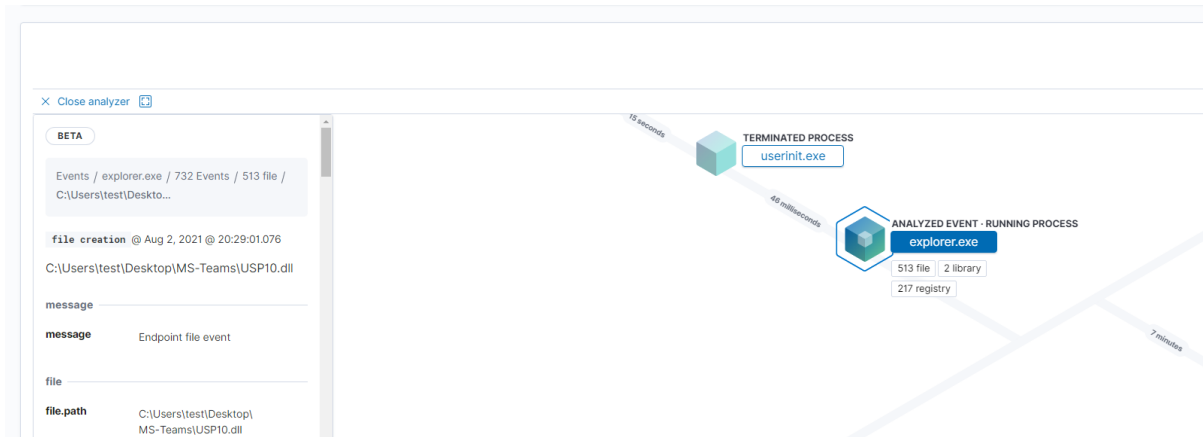 Close analyzer
BETA
Events / explorer.exe / 732 Events / 513 file /
C:\Users\test\Deskto...
file creation @ Aug 2, 2021 @ 20:29:01.076
C:\Users\test\Desktop\MS-Teams\USP10.dll
message
message Endpoint file event
file
file.path C:\Users\test\Desktop\
MS-Teams\USP10.dll
15 seconds
TERMINATED PROCESS
userinit.exe
46 milliseconds
ANALYZED EVENT · RUNNING PROCESS
explorer.exe
513 file 2 library
217 registry
7 minutes